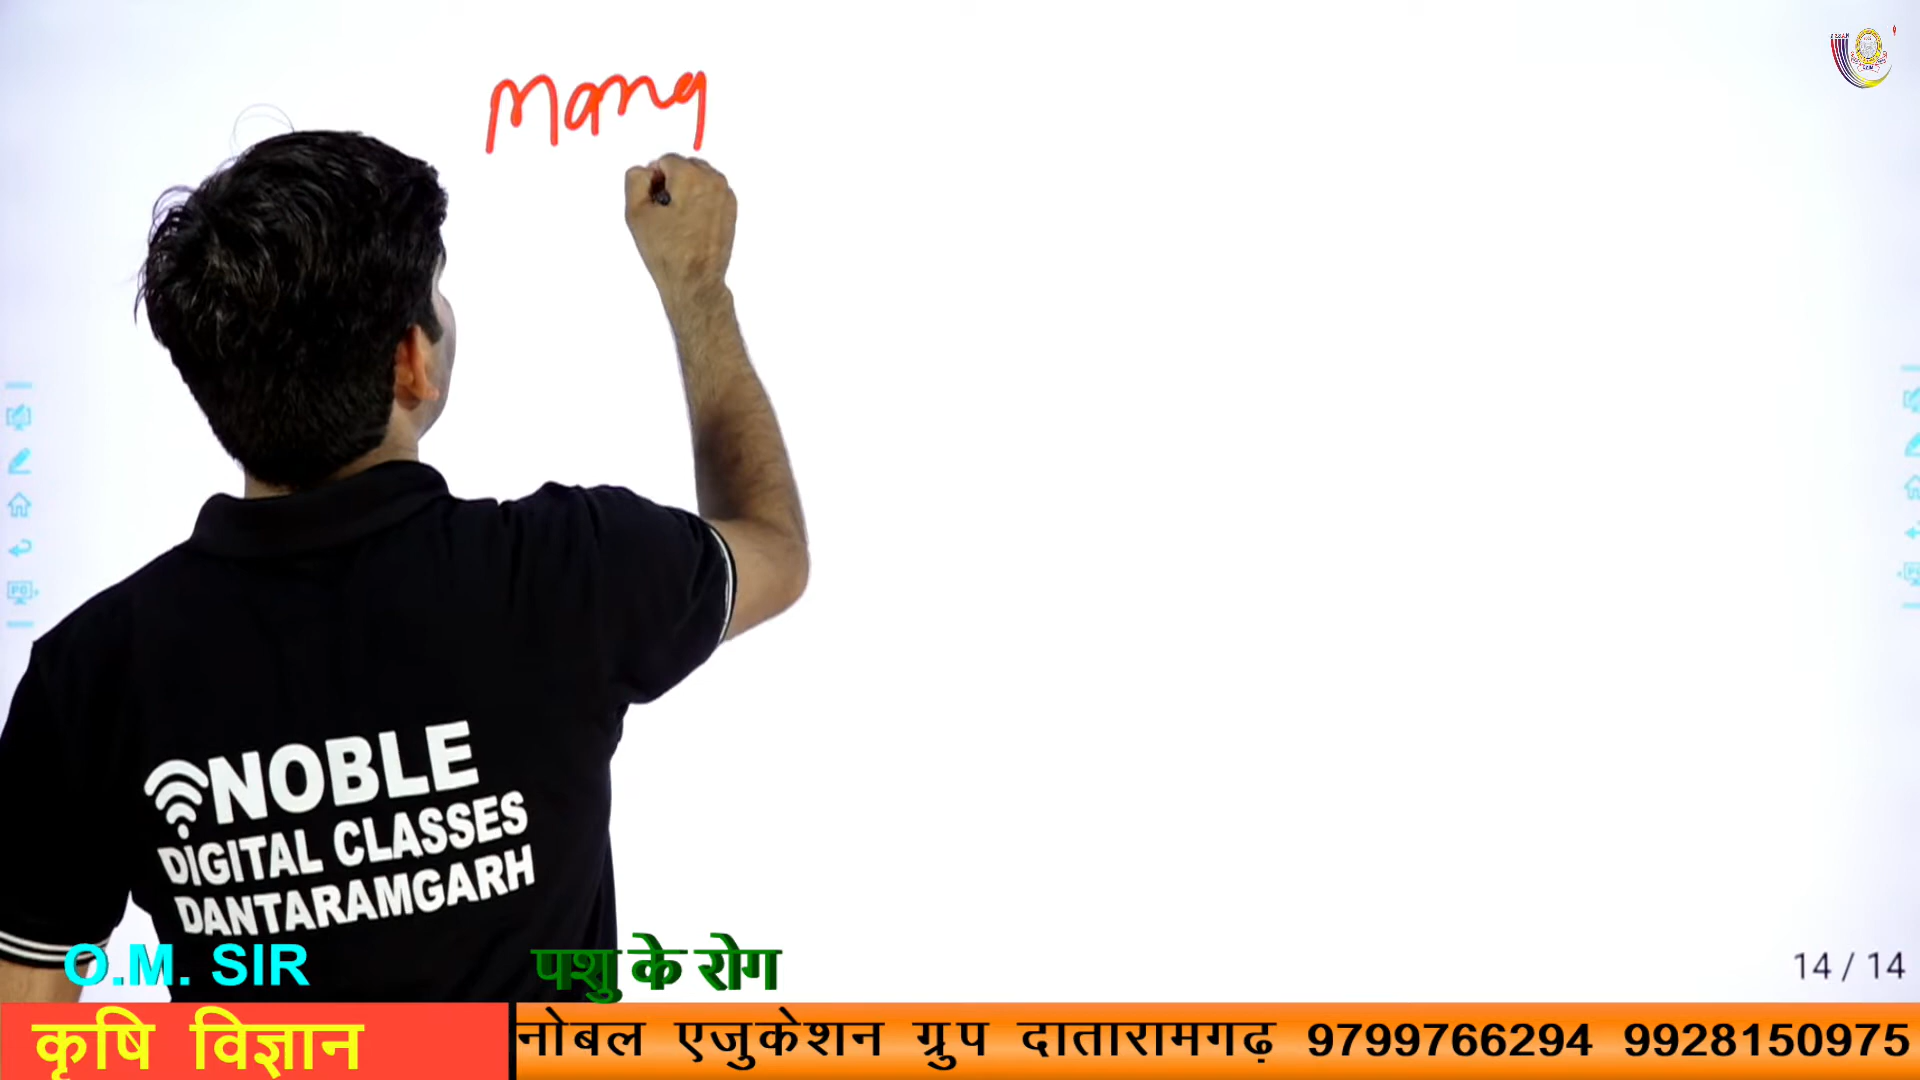 mang
NOBLE
DIGITAL CLASSES
DANTARAMGARH
O.M. SIR
पशु के रोग
14 / 14
कृषि विज्ञान
नोबल एजुकेशन ग्रुप दातारामगढ़ 9799766294 9928150975